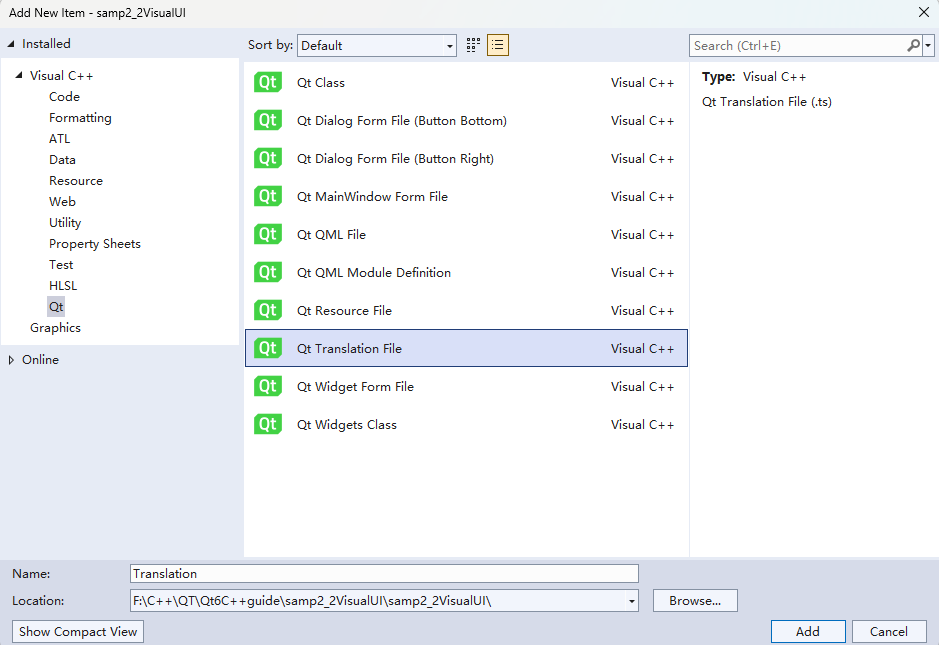 Add New Item - samp2_2VisualUI
Installed
Sort by: Default
Search (Ctrl+E)
Visual C++
Code
Formatting
ATL
Data
Resource
Web
Utility
Property Sheets
Test
HLSL
Qt
Graphics
Online
Qt Qt Class Visual C++
Qt Qt Dialog Form File (Button Bottom) Visual C++
Qt Qt Dialog Form File (Button Right) Visual C++
Qt Qt MainWindow Form File Visual C++
Qt Qt QML File Visual C++
Qt Qt QML Module Definition Visual C++
Qt Qt Resource File Visual C++
Qt Qt Translation File Visual C++
Qt Qt Widget Form File Visual C++
Qt Qt Widgets Class Visual C++
Type: Visual C++
Qt Translation File (.ts)
Name: Translation
Location: F:\C++\QT\Qt6C++guide\samp2_2VisualUI\samp2_2VisualUI\ Browse...
Show Compact View Add Cancel